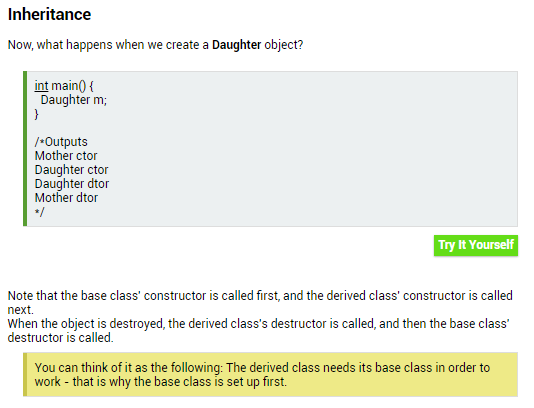 Inheritance
Now, what happens when we create a Daughter object?
int main() {
Daughter m;
}
/*Outputs
Mother ctor
Daughter ctor
Daughter dtor
Mother dtor
*/
Try It Yourself
Note that the base class' constructor is called first, and the derived class' constructor is called
next.
When the object is destroyed, the derived class's destructor is called, and then the base class'
destructor is called.
You can think of it as the following: The derived class needs its base class in order to
work - that is why the base class is set up first.